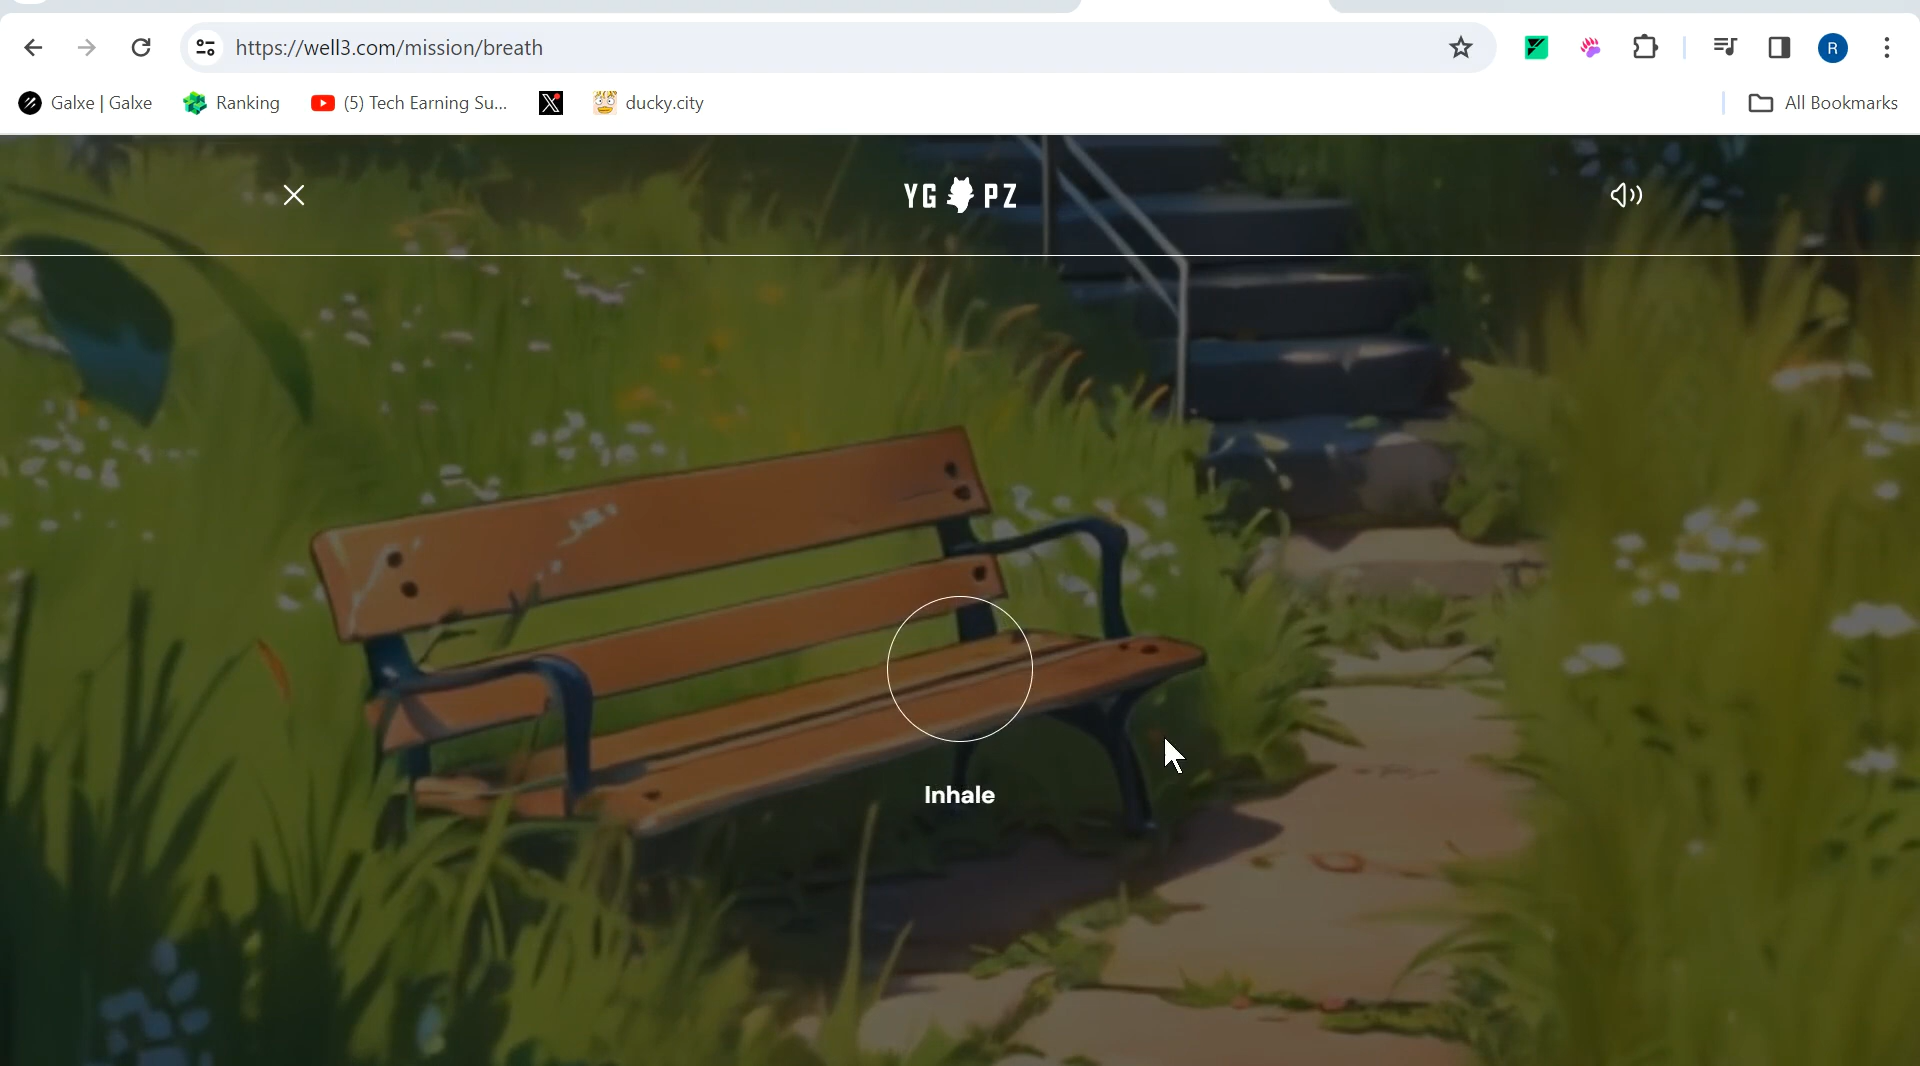 https://well3.com/mission/breath
R
Galxe | Galxe
Ranking
(5) Tech Earning Su...
ducky.city
All Bookmarks
YG PZ
Inhale